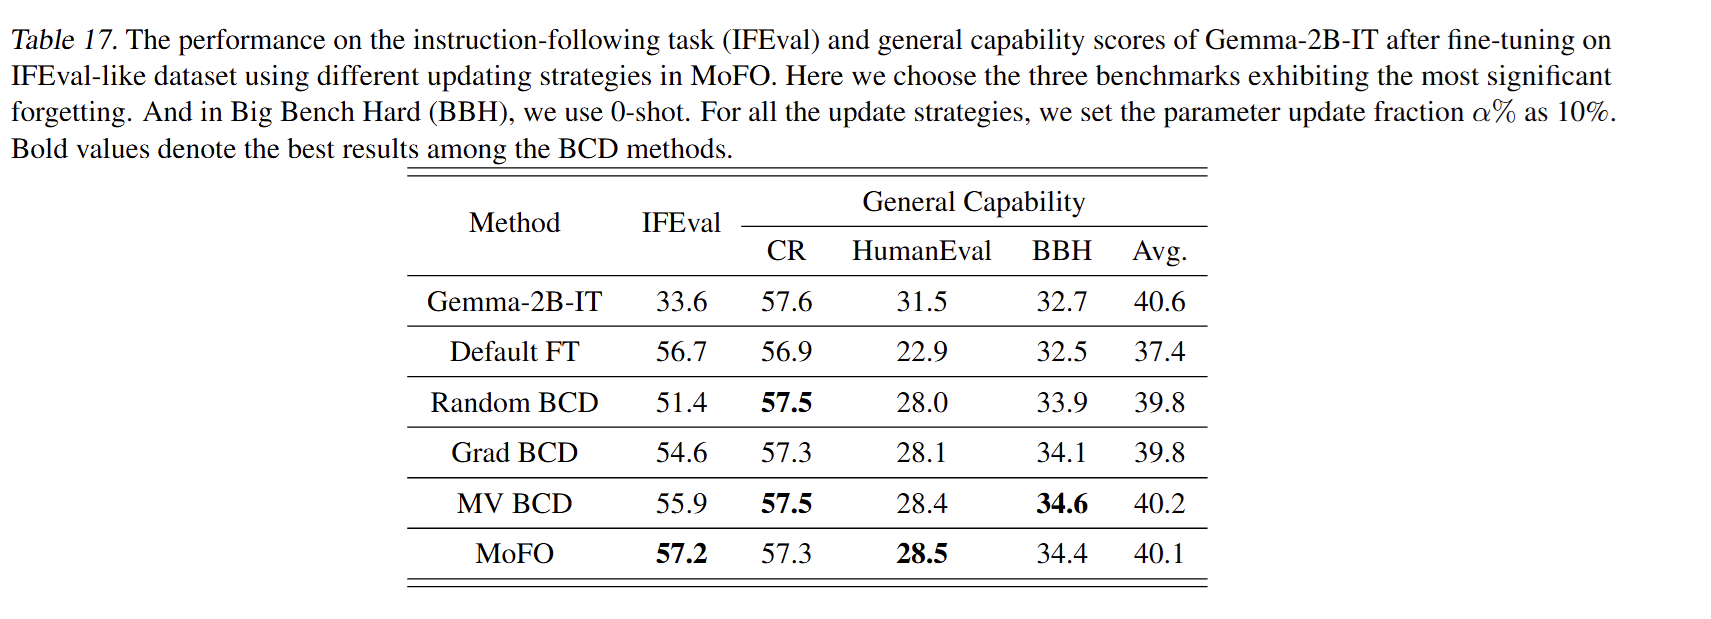 Table 17. The performance on the instruction-following task (IFEval) and general capability scores of Gemma-2B-IT after fine-tuning on
IFEval-like dataset using different updating strategies in MoFO. Here we choose the three benchmarks exhibiting the most significant
forgetting. And in Big Bench Hard (BBH), we use 0-shot. For all the update strategies, we set the parameter update fraction α% as 10%.
Bold values denote the best results among the BCD methods.
General Capability
Method IFEval
CR HumanEval BBH Avg.
Gemma-2B-IT 33.6 57.6 31.5 32.7 40.6
Default FT 56.7 56.9 22.9 32.5 37.4
Random BCD 51.4 57.5 28.0 33.9 39.8
Grad BCD 54.6 57.3 28.1 34.1 39.8
MV BCD 55.9 57.5 28.4 34.6 40.2
MoFO 57.2 57.3 28.5 34.4 40.1